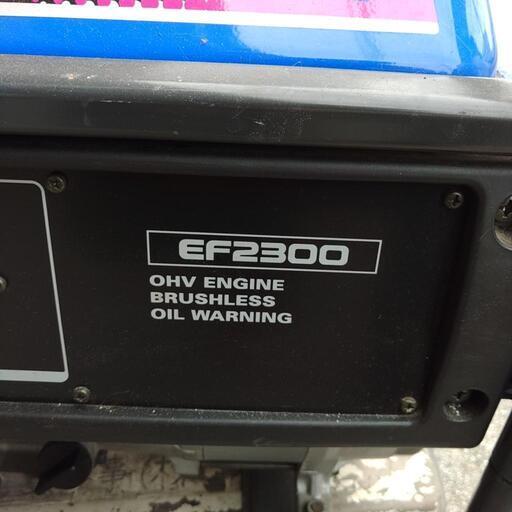 EF2300
OHV ENGINE
BRUSHLESS
OIL WARNING